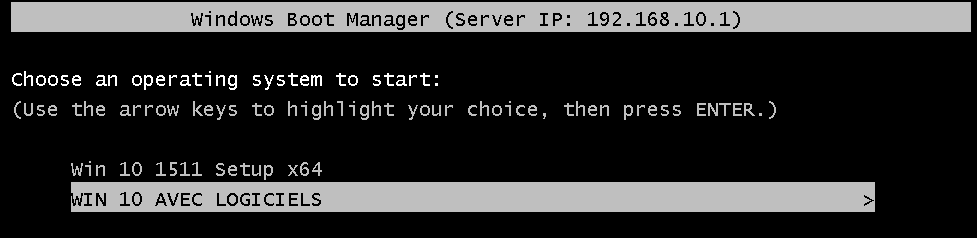 Windows Boot Manager (Server IP: 192.168.10.1)
Choose an operating system to start:
(Use the arrow keys to highlight your choice, then press ENTER.)
Win 10 1511 Setup x64
WIN 10 AVEC LOGICIELS >